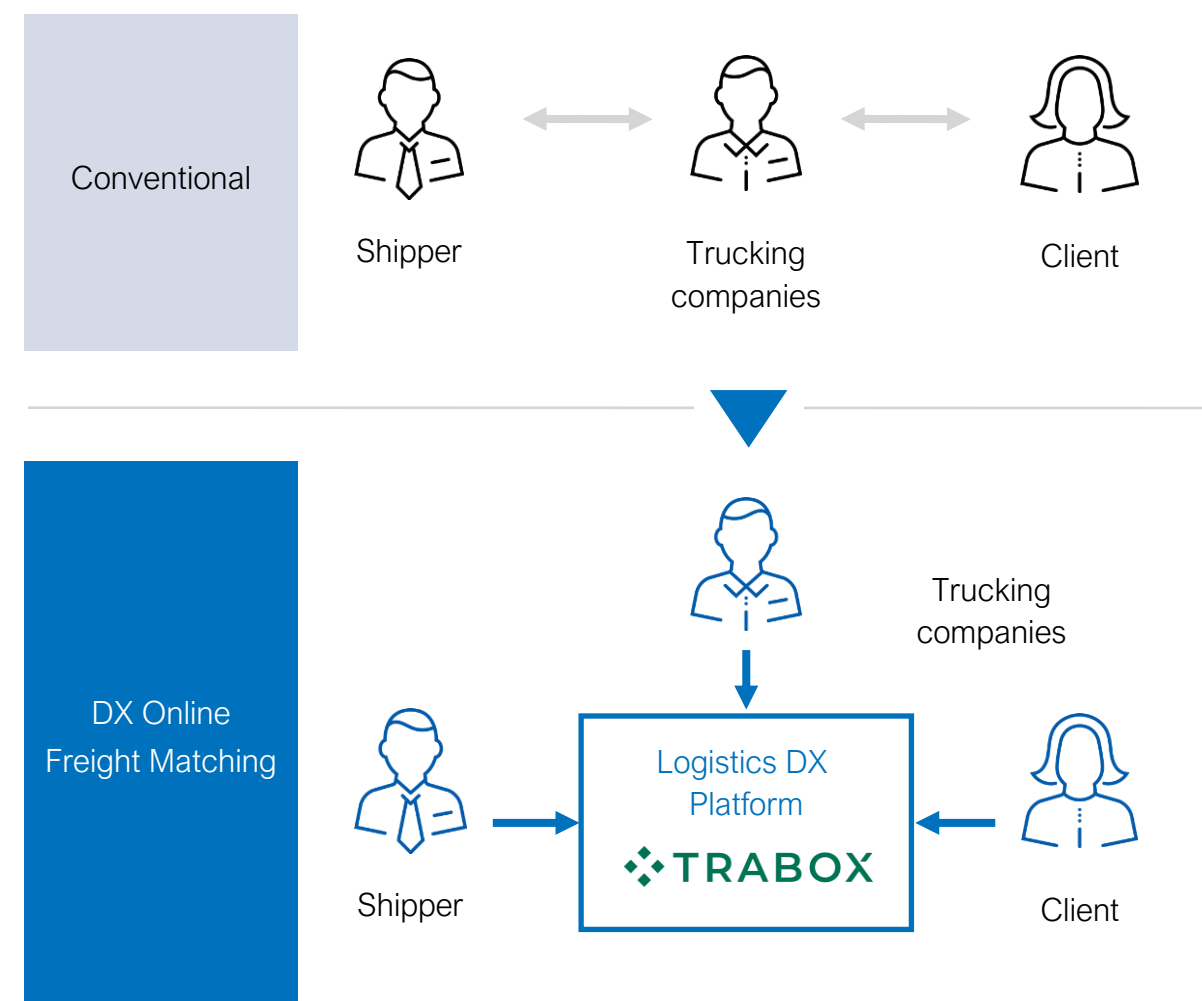 Conventional
Shipper
Trucking
companies
Client
DX Online
Freight Matching
Trucking
companies
Logistics DX
Platform
TRABOX
Shipper
Client